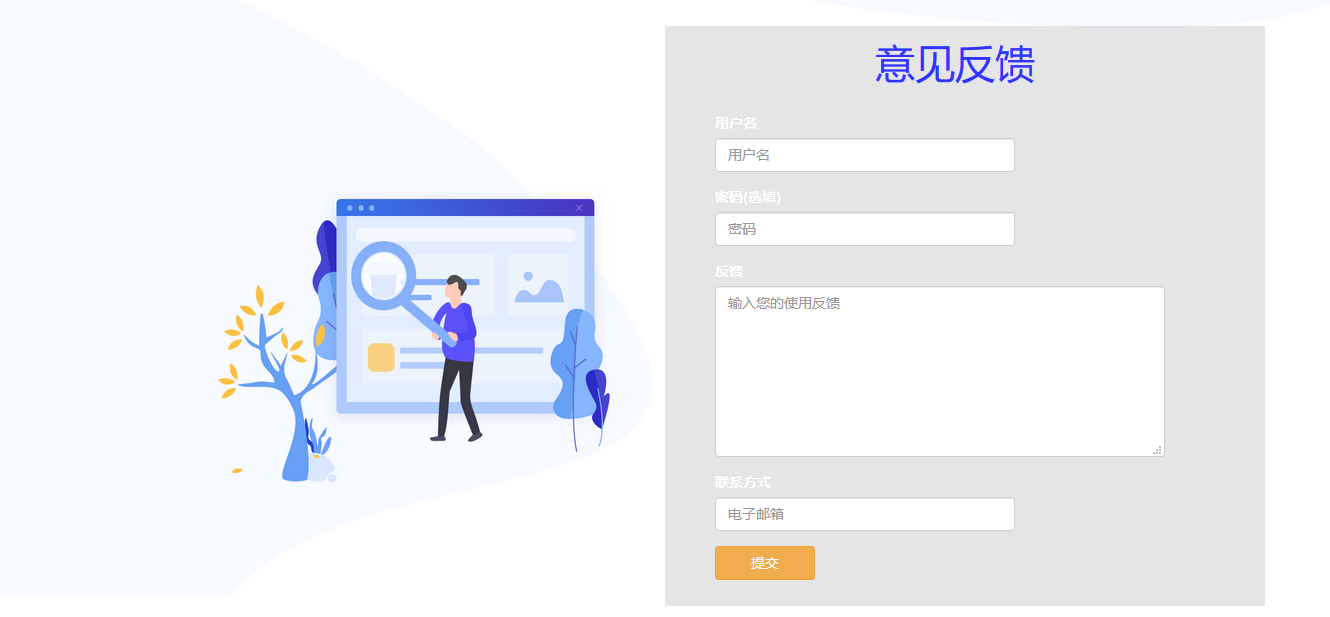 意见反馈
用户名
用户名
密码(选填)
密码
反馈
输入您的使用反馈
联系方式
电子邮箱
提交